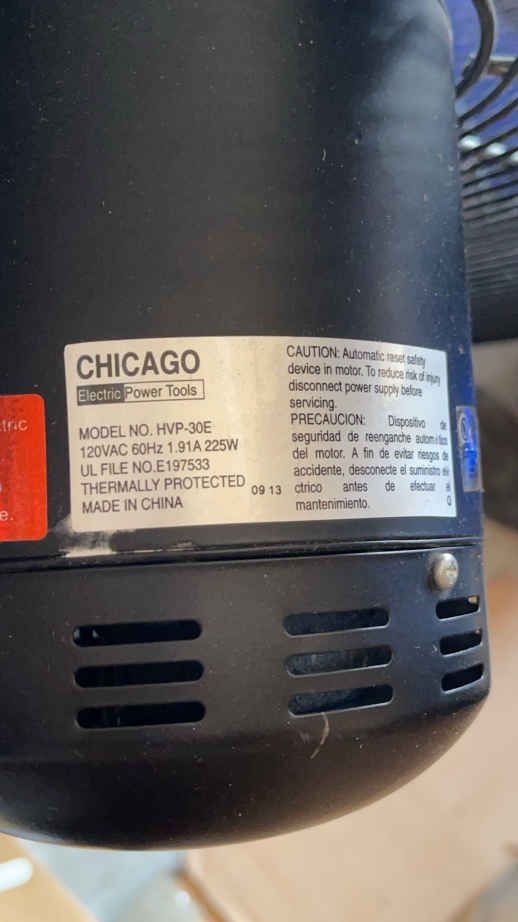 CHICAGO
Electric Power Tools
MODEL NO. HVP-30E
120VAC 60Hz 1.91A 225W
UL FILE NO.E197533
THERMALLY PROTECTED
MADE IN CHINA
09 13
CAUTION: Automatic reset safety
device in motor. To reduce risk of injury
disconnect power supply before
servicing.
PRECAUCION: Dispositivo de
seguridad de reenganche
del motor. A fin de evitar riesgos de
accidente, desconecte el suministro elé
ctrico antes de efectuar el
mantenimiento.
Q
e.